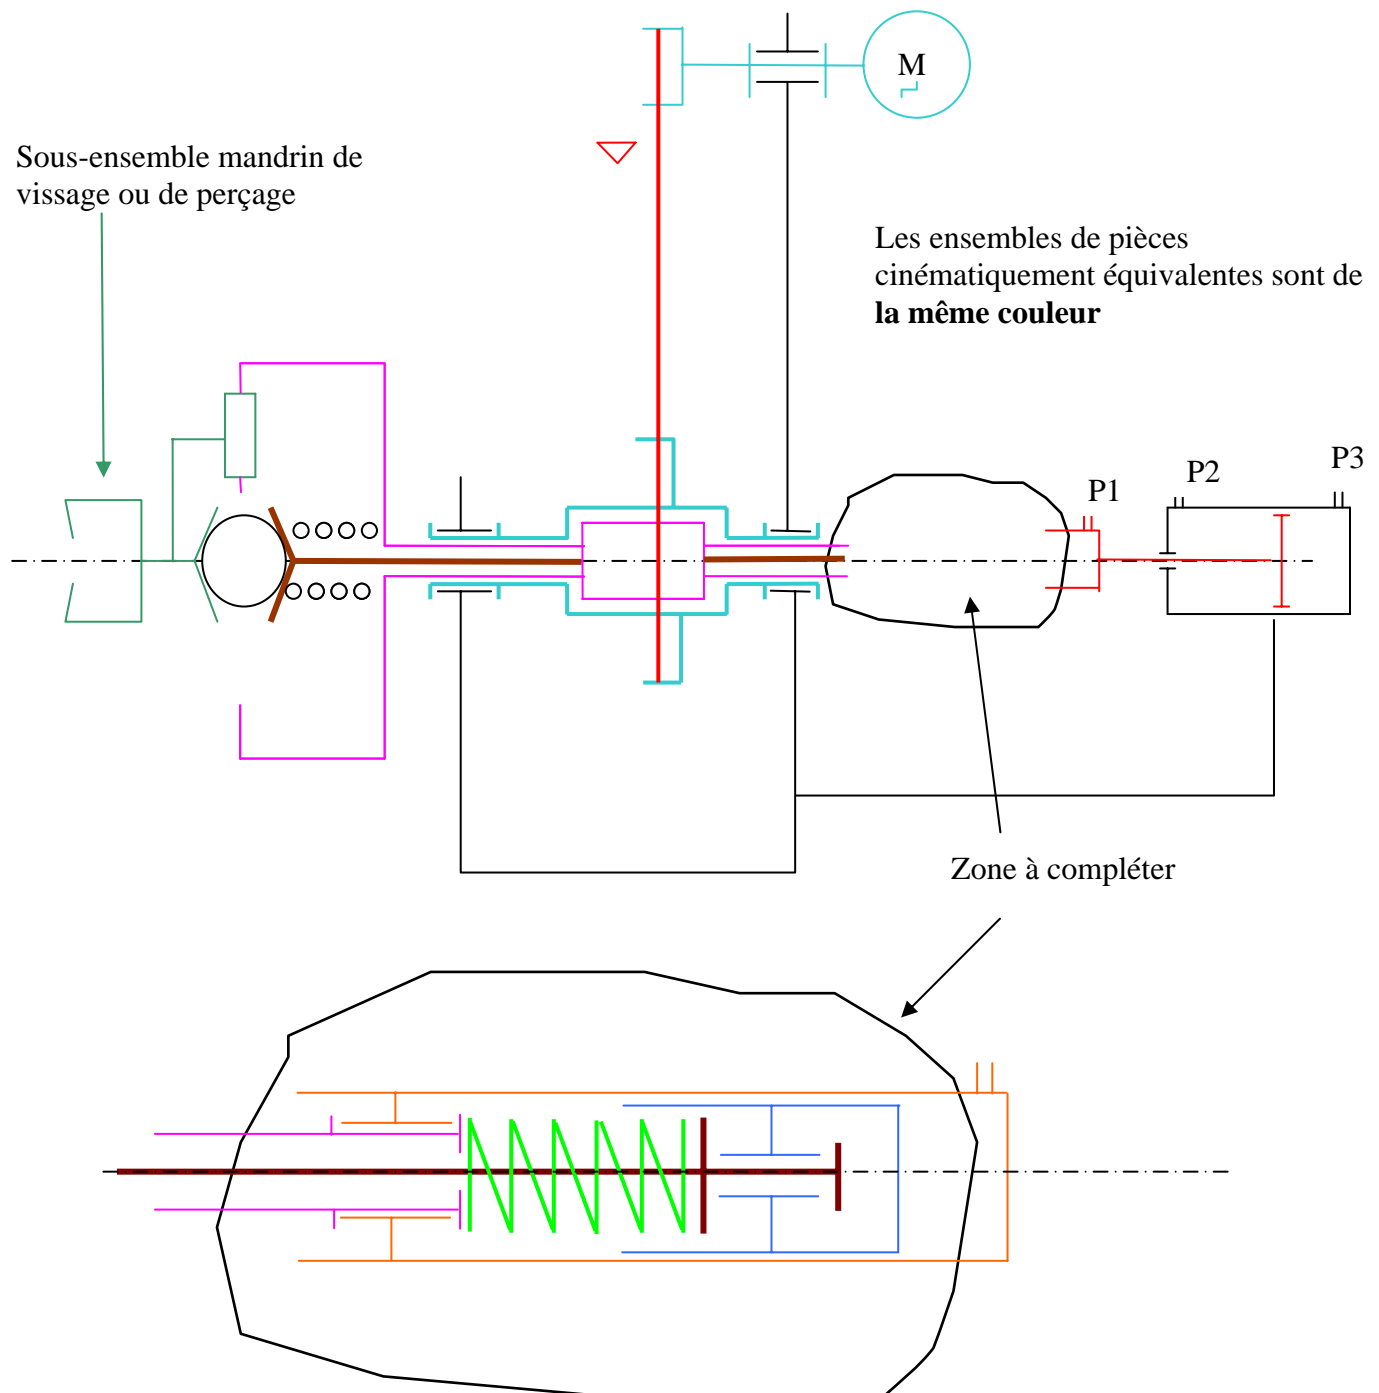 M
Sous-ensemble mandrin de
vissage ou de perçage
Les ensembles de pièces
cinématiquement équivalentes sont de
la même couleur
P1
P2
P3
Zone à compléter